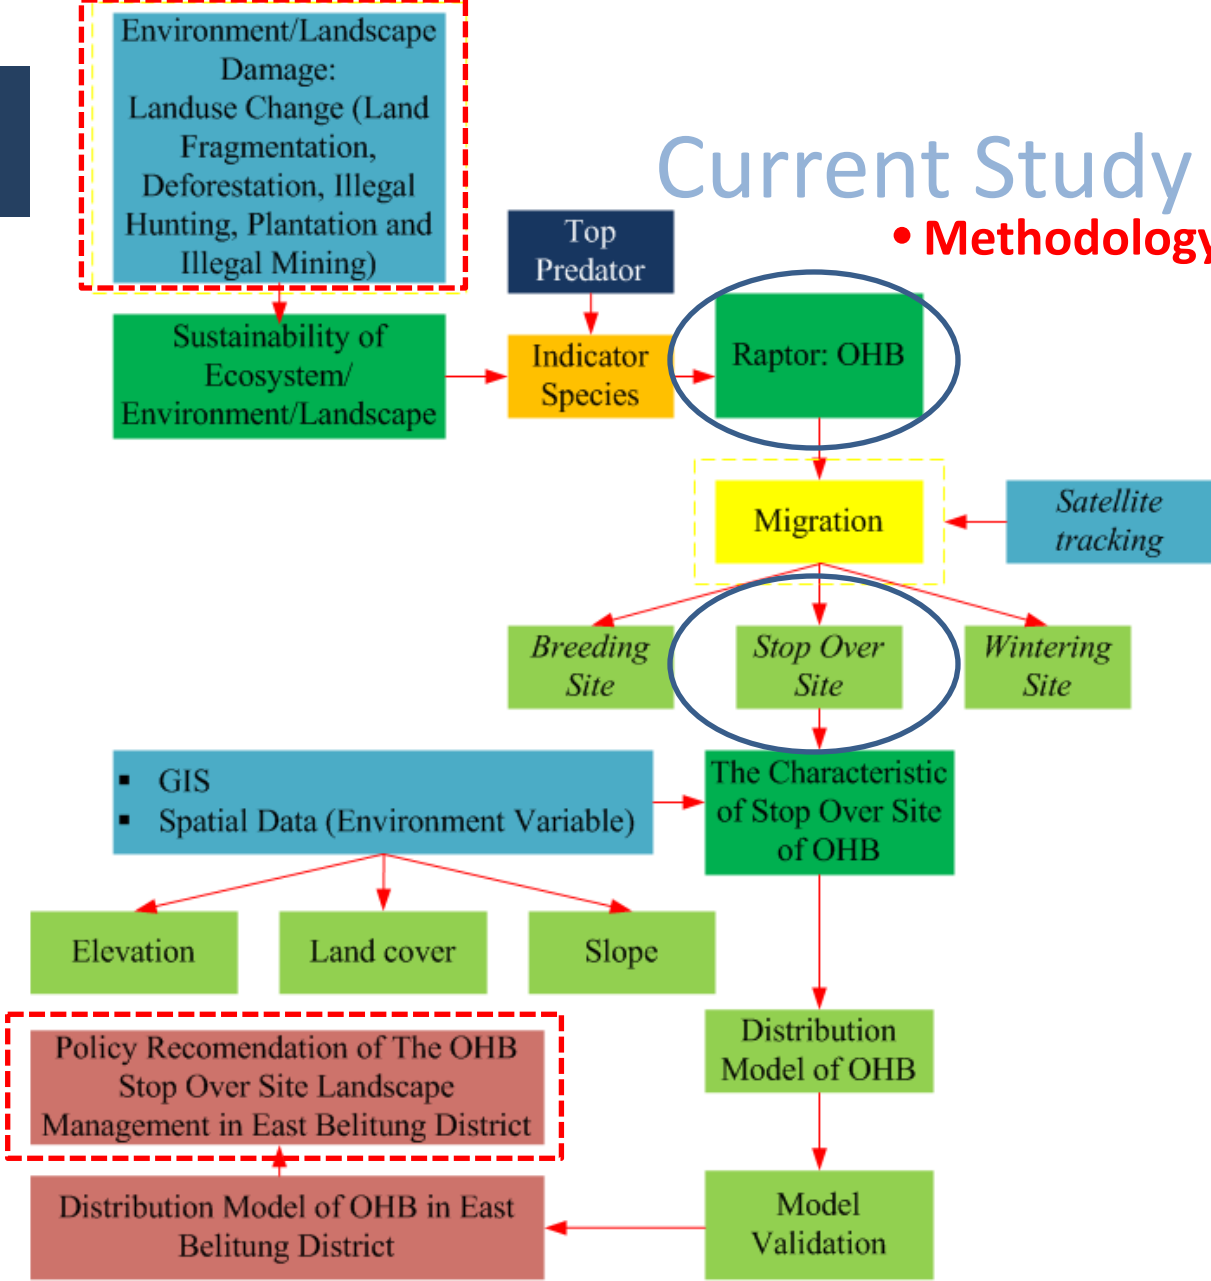 Environment/Landscape
Damage:
Landuse Change (Land
Fragmentation,
Deforestation, Illegal
Hunting, Plantation and
Illegal Mining)
Current Study
• Methodology
Top
Predator
Sustainability of
Ecosystem/
Environment/Landscape
Indicator
Species
Raptor: OHB
Migration
Satellite
tracking
Breeding
Site
Stop Over
Site
Wintering
Site
▪ GIS
▪ Spatial Data (Environment Variable)
The Characteristic
of Stop Over Site
of OHB
Elevation
Land cover
Slope
Distribution
Model of OHB
Policy Recomendation of The OHB
Stop Over Site Landscape
Management in East Belitung District
Distribution Model of OHB in East
Belitung District
Model
Validation